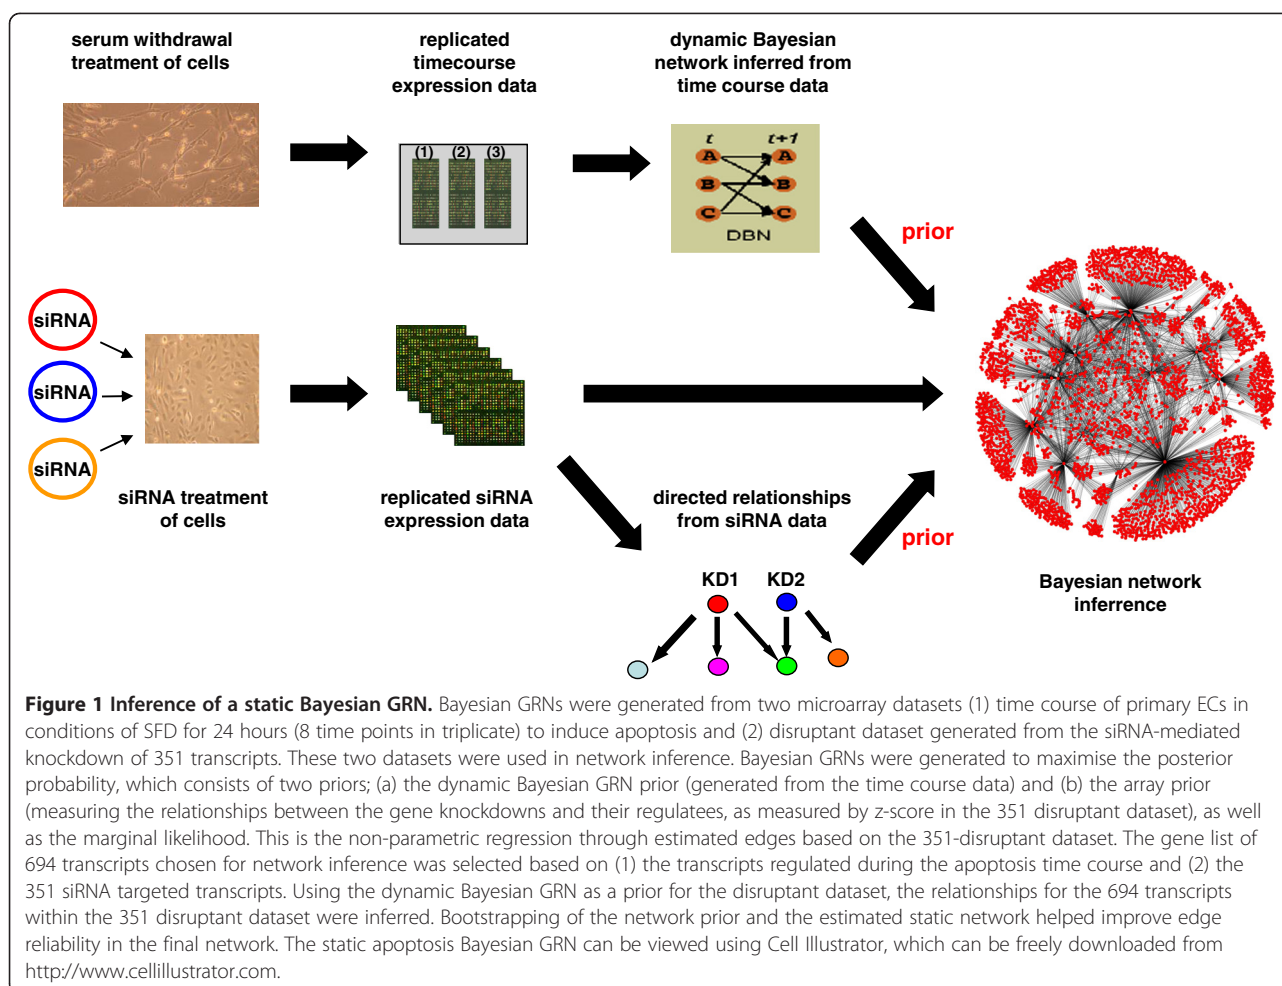 serum withdrawal
treatment of cells
replicated
timecourse
expression data
dynamic Bayesian
network inferred from
time course data
(1) (2) (3)
t t+1
A A
B B
C C
DBN
prior
siRNA
siRNA
siRNA
siRNA treatment
of cells
replicated siRNA
expression data
directed relationships
from siRNA data
prior
KD1 KD2
Bayesian network
inferrence
Figure 1 Inference of a static Bayesian GRN. Bayesian GRNs were generated from two microarray datasets (1) time course of primary ECs in
conditions of SFD for 24 hours (8 time points in triplicate) to induce apoptosis and (2) disruptant dataset generated from the siRNA-mediated
knockdown of 351 transcripts. These two datasets were used in network inference. Bayesian GRNs were generated to maximise the posterior
probability, which consists of two priors; (a) the dynamic Bayesian GRN prior (generated from the time course data) and (b) the array prior
(measuring the relationships between the gene knockdowns and their regulatees, as measured by z-score in the 351 disruptant dataset), as well
as the marginal likelihood. This is the non-parametric regression through estimated edges based on the 351-disruptant dataset. The gene list of
694 transcripts chosen for network inference was selected based on (1) the transcripts regulated during the apoptosis time course and (2) the
351 siRNA targeted transcripts. Using the dynamic Bayesian GRN as a prior for the disruptant dataset, the relationships for the 694 transcripts
within the 351 disruptant dataset were inferred. Bootstrapping of the network prior and the estimated static network helped improve edge
reliability in the final network. The static apoptosis Bayesian GRN can be viewed using Cell Illustrator, which can be freely downloaded from
http://www.cellillustrator.com.